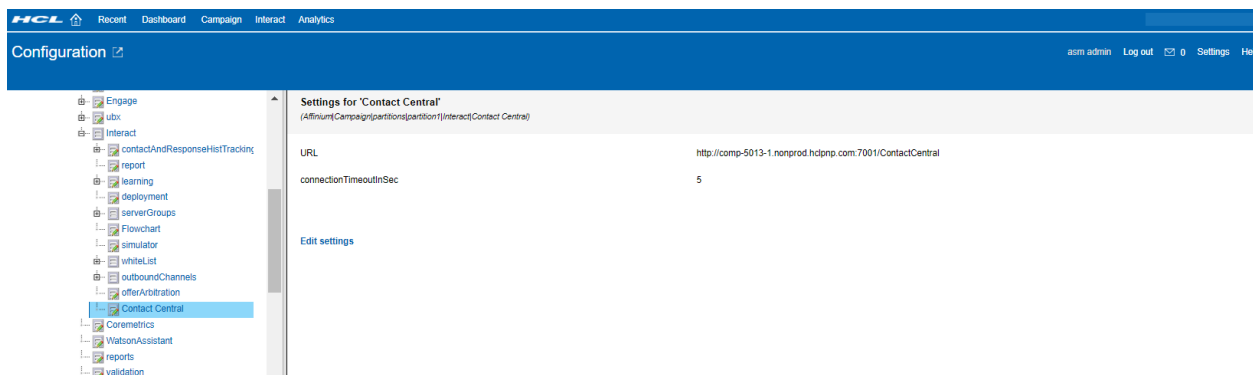 HCL Recent Dashboard Campaign Interact Analytics
Configuration
asm admin Log out 0 Settings He
Engage
ubx
Interact
contactAndResponseHistTracking
report
learning
deployment
serverGroups
Flowchart
simulator
whiteList
outboundChannels
offerArbitration
Contact Central
Coremetrics
WatsonAssistant
reports
validation
Settings for 'Contact Central'
(Affinium|Campaign|partitions|partition1|Interact|Contact Central)
URL http://comp-5013-1.nonprod.hclpnp.com:7001/ContactCentral
connectionTimeoutInSec 5
Edit settings